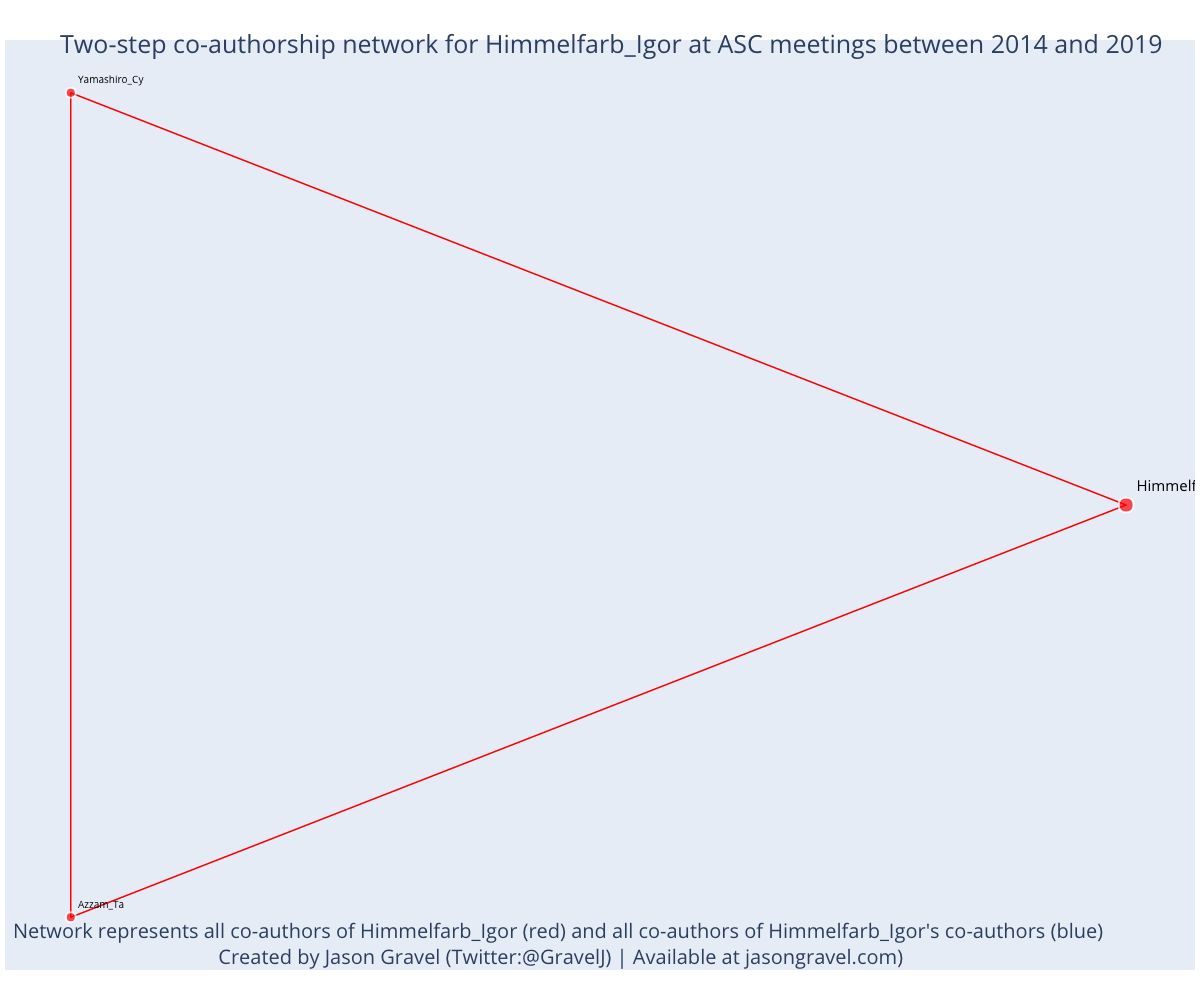 Two-step co-authorship network for Himmelfarb_Igor at ASC meetings between 2014 and 2019
Yamashiro_Cy
Himmelf
Azzam_Ta
Network represents all co-authors of Himmelfarb_Igor (red) and all co-authors of Himmelfarb_Igor's co-authors (blue)
Created by Jason Gravel (Twitter:@GravelJ) | Available at jasongravel.com)